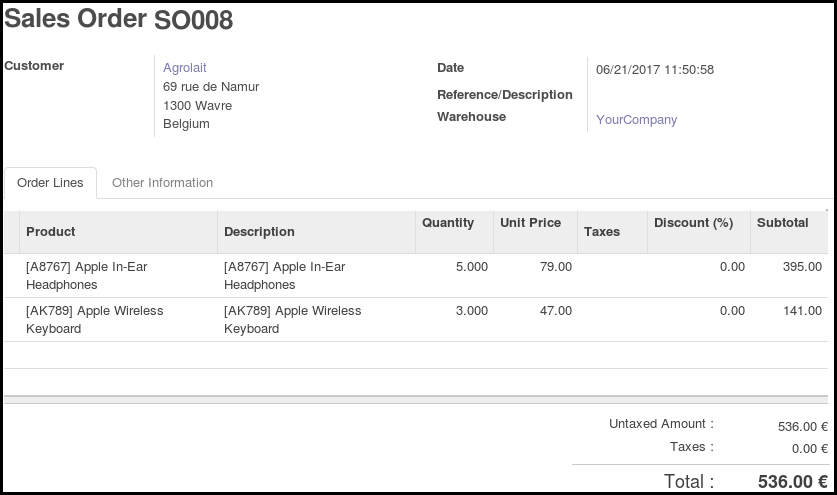 Sales Order SO008
Customer
Agrolait
69 rue de Namur
1300 Wavre
Belgium
Date 06/21/2017 11:50:58
Reference/Description
Warehouse YourCompany
Order Lines Other Information
Product Description Quantity Unit Price Taxes Discount (%) Subtotal
[A8767] Apple In-Ear [A8767] Apple In-Ear 5.000 79.00 0.00 395.00
Headphones Headphones
[AK789] Apple Wireless [AK789] Apple Wireless 3.000 47.00 0.00 141.00
Keyboard Keyboard
Untaxed Amount : 536.00 €
Taxes : 0.00 €
Total : 536.00 €